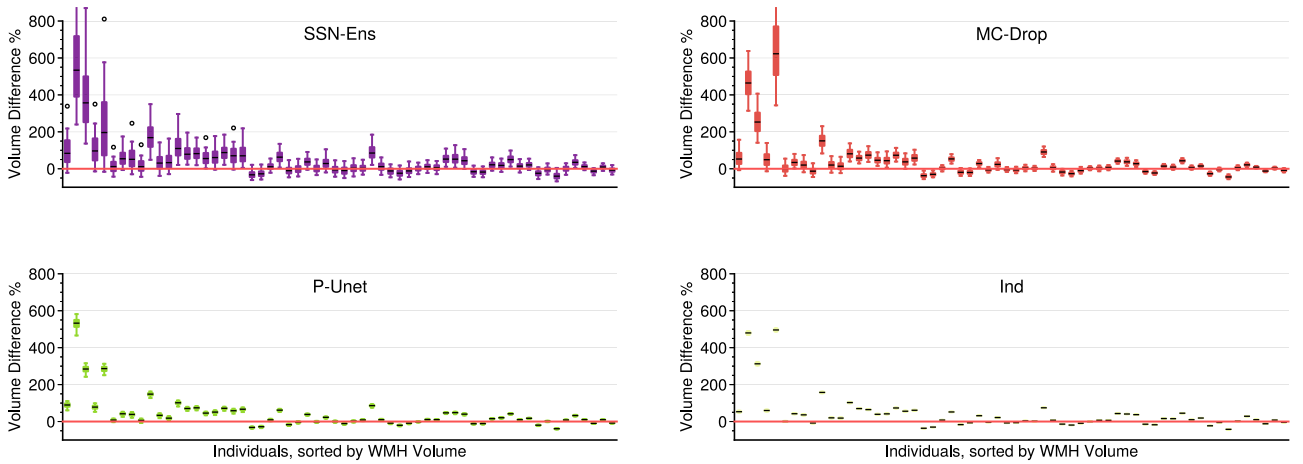 SSN-Ens
Volume Difference %
800
600
400
200
0
MC-Drop
Volume Difference %
800
600
400
200
0
P-Unet
Volume Difference %
800
600
400
200
0
Individuals, sorted by WMH Volume
Ind
Volume Difference %
800
600
400
200
0
Individuals, sorted by WMH Volume